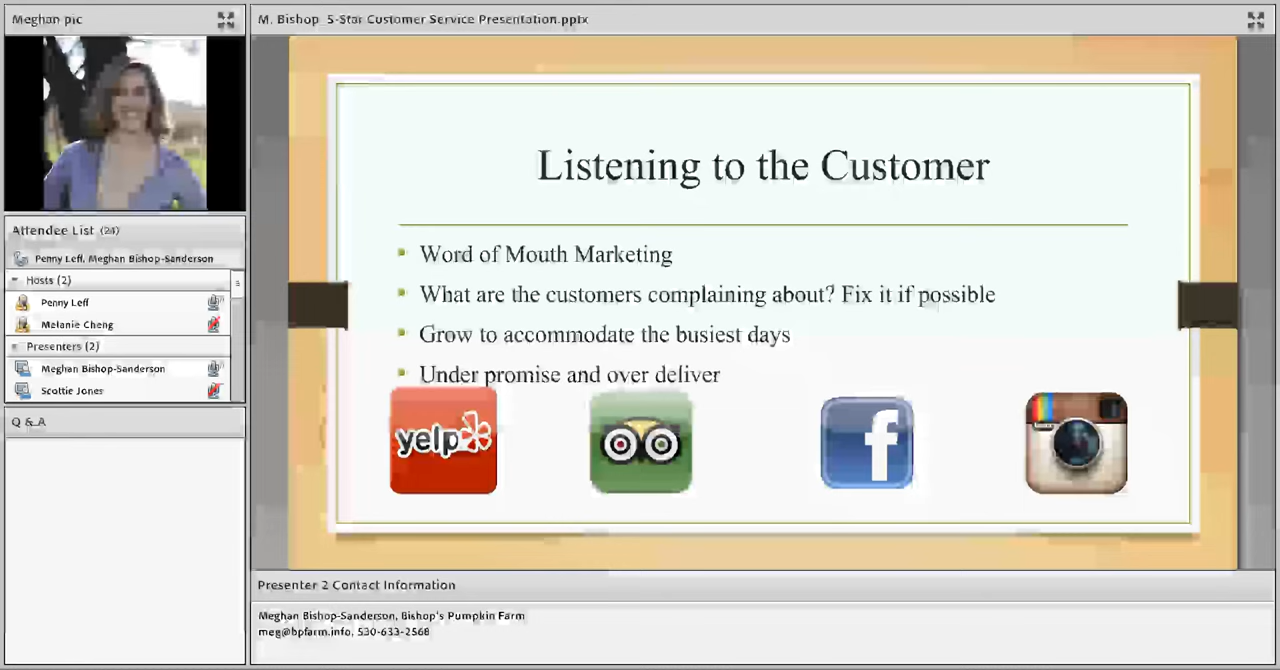 Meghan pic
M. Bishop 5-Star Customer Service Presentation.pptx
Attendee List (24)
Penny Leff, Meghan Bishop-Sanderson
Hosts (2)
Penny Leff
Melanie Cheng
Presenters (2)
Meghan Bishop-Sanderson
Scottie Jones
Q & A
Listening to the Customer
Word of Mouth Marketing
What are the customers complaining about? Fix it if possible
Grow to accommodate the busiest days
Under promise and over deliver
yelp
f
Presenter 2 Contact Information
Meghan Bishop-Sanderson, Bishop's Pumpkin Farm
meg@bpfarm.info, 530-633-2568